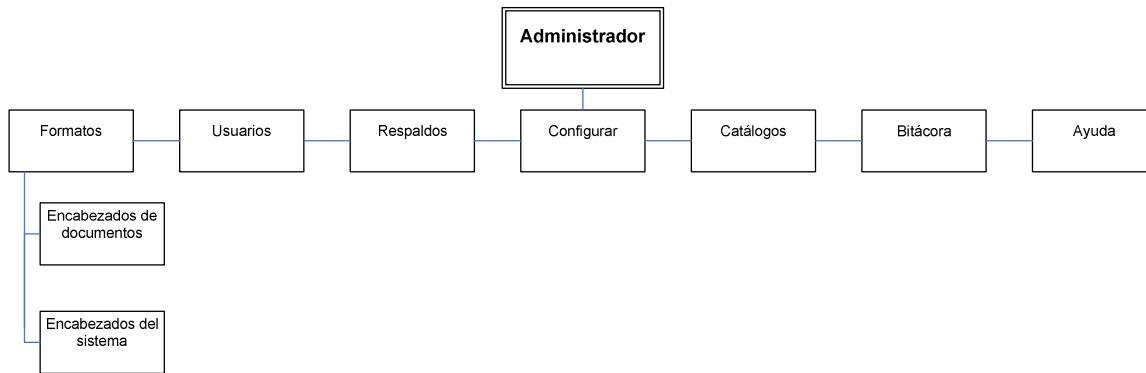 Administrador
Formatos
Usuarios
Respaldos
Configurar
Catálogos
Bitácora
Ayuda
Encabezados de
documentos
Encabezados del
sistema